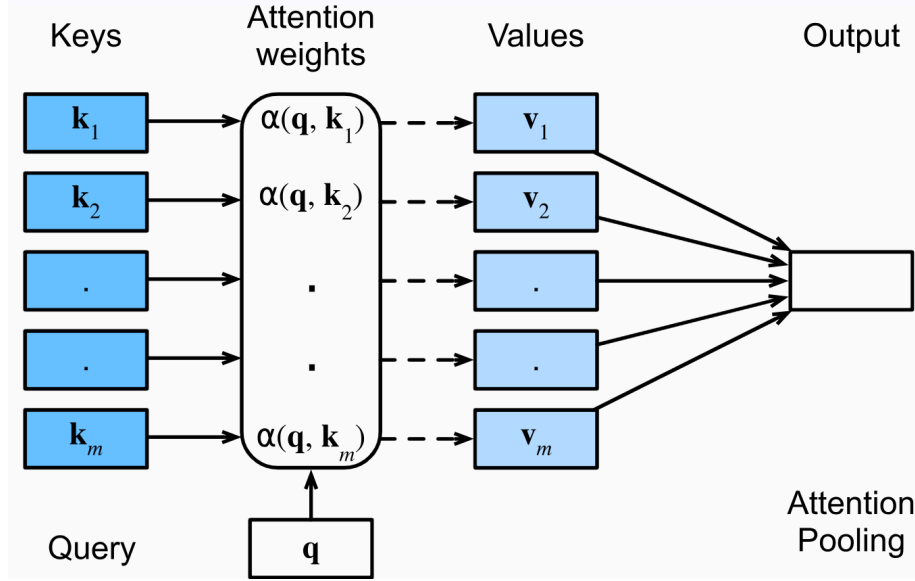 Keys
Attention
weights
Values
Output
k1
α(q, k1)
v1
k2
α(q, k2)
v2
.
.
.
.
.
.
km
α(q, km)
vm
Attention
Pooling
Query
q